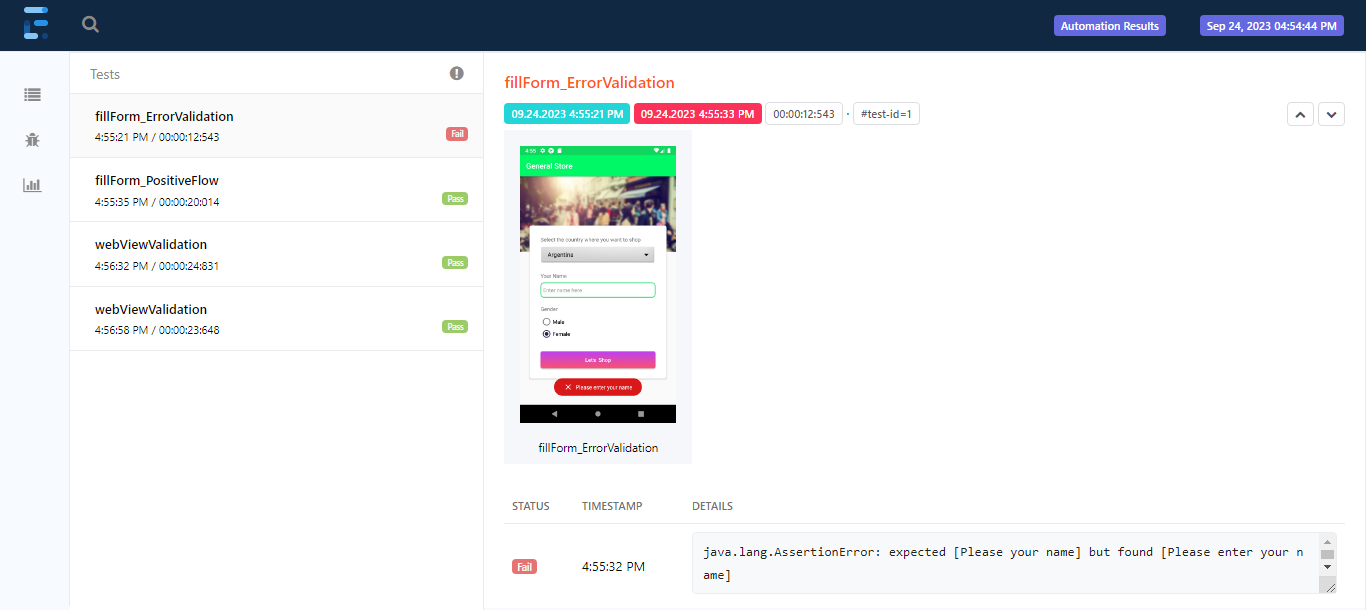 Automation Results
Sep 24, 2023 04:54:44 PM
Tests
fillForm_ErrorValidation
4:55:21 PM / 00:00:12:543
Fail
fillForm_PositiveFlow
4:55:35 PM / 00:00:20:014
Pass
webViewValidation
4:56:32 PM / 00:00:24:831
Pass
webViewValidation
4:56:58 PM / 00:00:23:648
Pass
fillForm_ErrorValidation
09.24.2023 4:55:21 PM
09.24.2023 4:55:33 PM
00:00:12:543
· #test-id=1
4:55
General Store
Select the country where you want to shop
Argentina
Your Name
Enter name here
Gender
Male
Female
Let's Shop
Please enter your name
fillForm_ErrorValidation
STATUS
TIMESTAMP
DETAILS
Fail
4:55:32 PM
java.lang.AssertionError: expected [Please your name] but found [Please enter your n
ame]